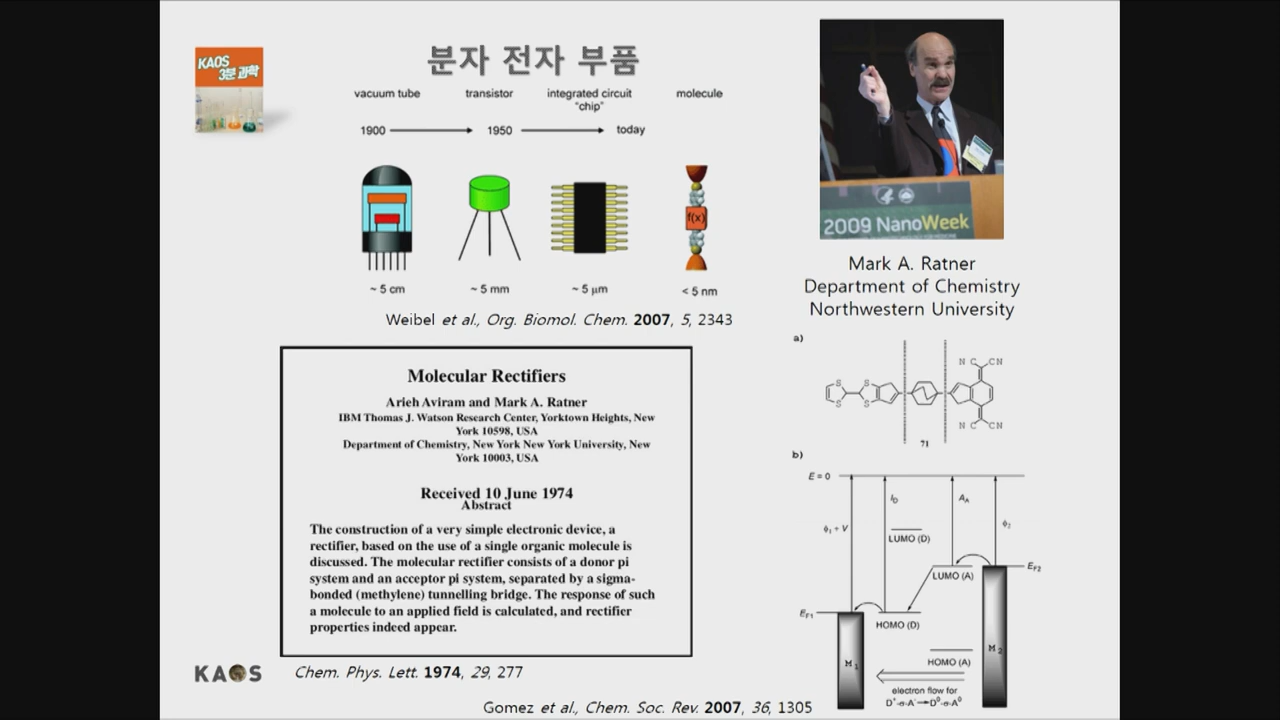 KAOS
3분 과학
분자 전자 부품
vacuum tube transistor integrated circuit "chip" molecule
1900 1950 today
f(x)
~ 5 cm ~ 5 mm ~ 5 μm < 5 nm
Weibel et al., Org. Biomol. Chem. 2007, 5, 2343
2009 NanoWeek
Mark A. Ratner
Department of Chemistry
Northwestern University
Molecular Rectifiers
Arieh Aviram and Mark A. Ratner
IBM Thomas J. Watson Research Center, Yorktown Heights, New
York 10598, USA
Department of Chemistry, New York New York University, New
York 10003, USA
Received 10 June 1974
Abstract
The construction of a very simple electronic device, a
rectifier, based on the use of a single organic molecule is
discussed. The molecular rectifier consists of a donor pi
system and an acceptor pi system, separated by a sigma-
bonded (methylene) tunnelling bridge. The response of such
a molecule to an applied field is calculated, and rectifier
properties indeed appear.
Chem. Phys. Lett. 1974, 29, 277
KAOS
a)
N C CN
S S
S S
N C CN
71
b)
E = 0
I_D A_A
ϕ₁ + V ϕ₂
LUMO (D)
E_F2
LUMO (A)
E_F1
HOMO (D)
M₁ M₂
HOMO (A)
electron flow for
D⁺-σ-A⁻→D⁰-σ-A⁰
Gomez et al., Chem. Soc. Rev. 2007, 36, 1305